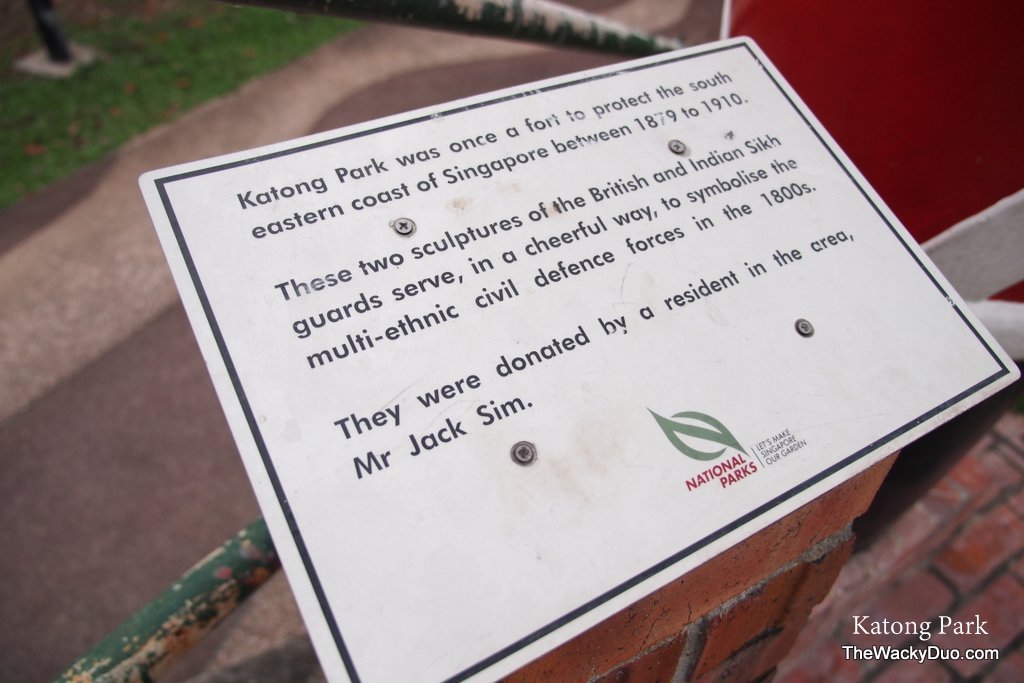 Katong Park was once a fort to protect the south
eastern coast of Singapore between 1879 to 1910.
These two sculptures of the British and Indian Sikh
guards serve, in a cheerful way, to symbolise the
multi-ethnic civil defence forces in the 1800s.
They were donated by a resident in the area,
Mr Jack Sim.
NATIONAL
PARKS
LET'S MAKE
SINGAPORE
OUR GARDEN
Katong Park
TheWackyDuo.com